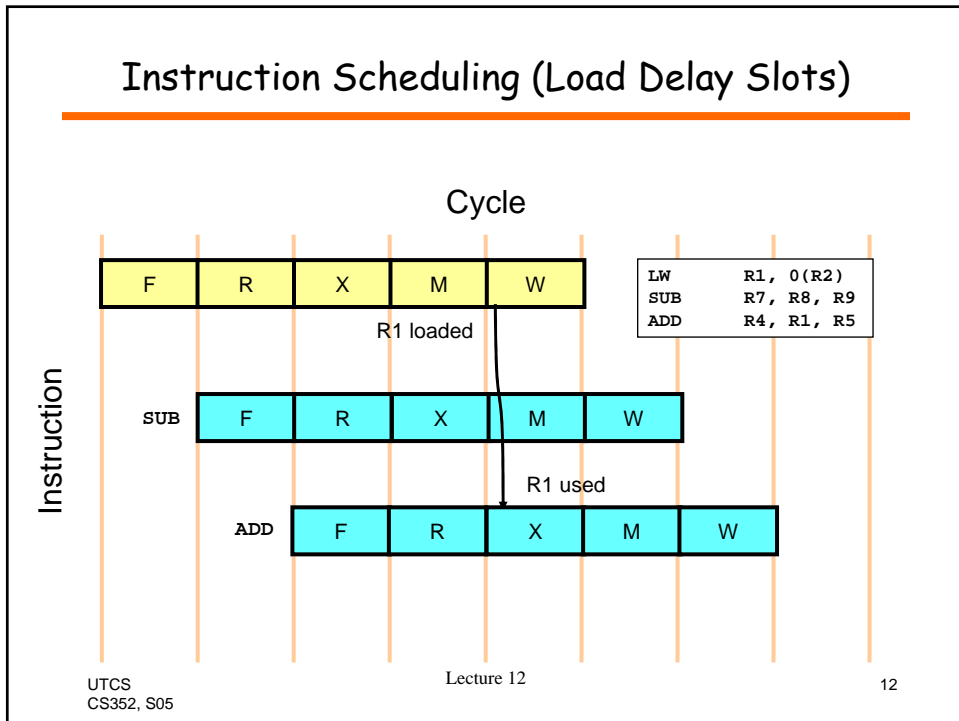 Instruction Scheduling (Load Delay Slots)
Cycle
F R X M W
LW R1, 0(R2)
SUB R7, R8, R9
ADD R4, R1, R5
R1 loaded
Instruction
SUB F R X M W
R1 used
ADD F R X M W
UTCS
CS352, S05
Lecture 12
12